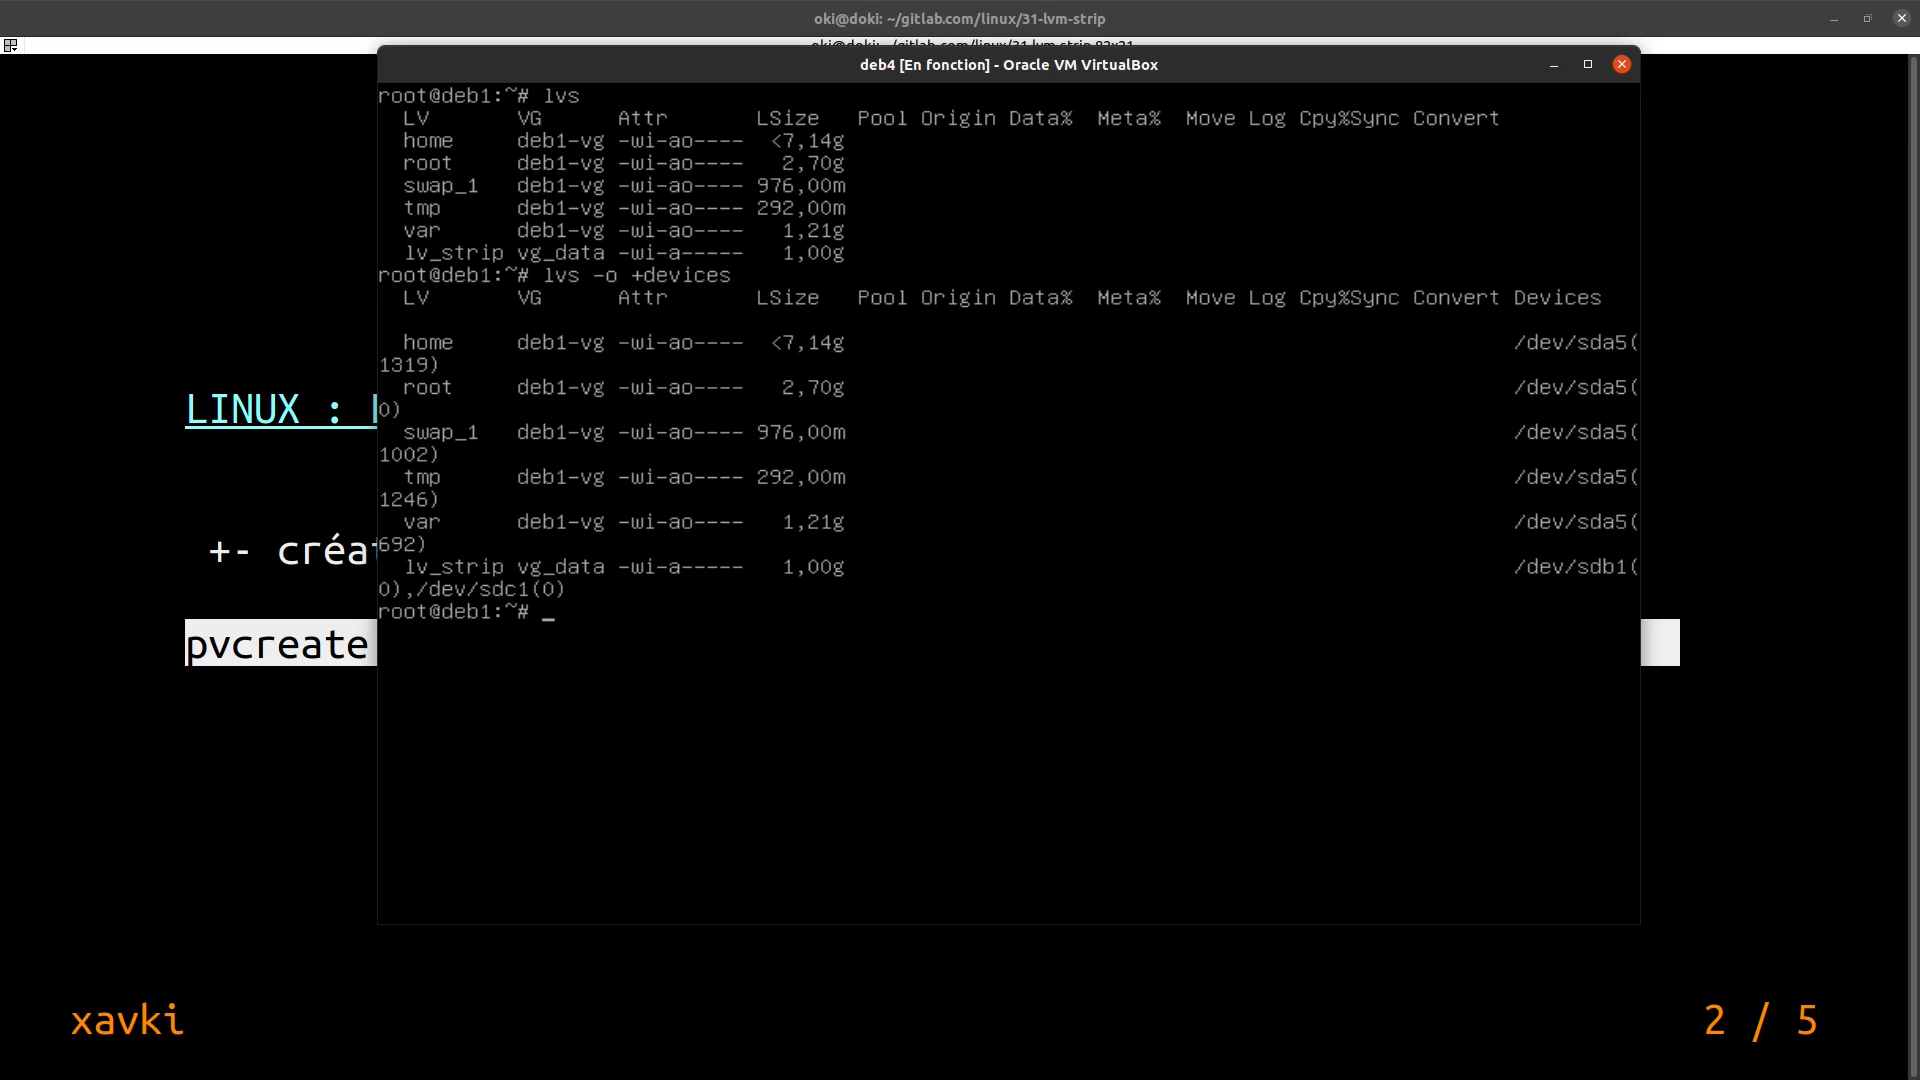 oki@doki: ~/gitlab.com/linux/31-lvm-strip
deb4 [En fonction] - Oracle VM VirtualBox
root@deb1:~# lvs
LV VG Attr LSize Pool Origin Data% Meta% Move Log Cpy%Sync Convert
home deb1-vg -wi-ao---- <7,14g
root deb1-vg -wi-ao---- 2,70g
swap_1 deb1-vg -wi-ao---- 976,00m
tmp deb1-vg -wi-ao---- 292,00m
var deb1-vg -wi-ao---- 1,21g
lv_strip vg_data -wi-a----- 1,00g
root@deb1:~# lvs -o +devices
LV VG Attr LSize Pool Origin Data% Meta% Move Log Cpy%Sync Convert Devices
home deb1-vg -wi-ao---- <7,14g /dev/sda5(
1319)
root deb1-vg -wi-ao---- 2,70g /dev/sda5(
0)
swap_1 deb1-vg -wi-ao---- 976,00m /dev/sda5(
1002)
tmp deb1-vg -wi-ao---- 292,00m /dev/sda5(
1246)
var deb1-vg -wi-ao---- 1,21g /dev/sda5(
692)
lv_strip vg_data -wi-a----- 1,00g /dev/sdb1(
0),/dev/sdc1(0)
root@deb1:~# _
LINUX :
+- créat
pvcreate
xavki
2 / 5